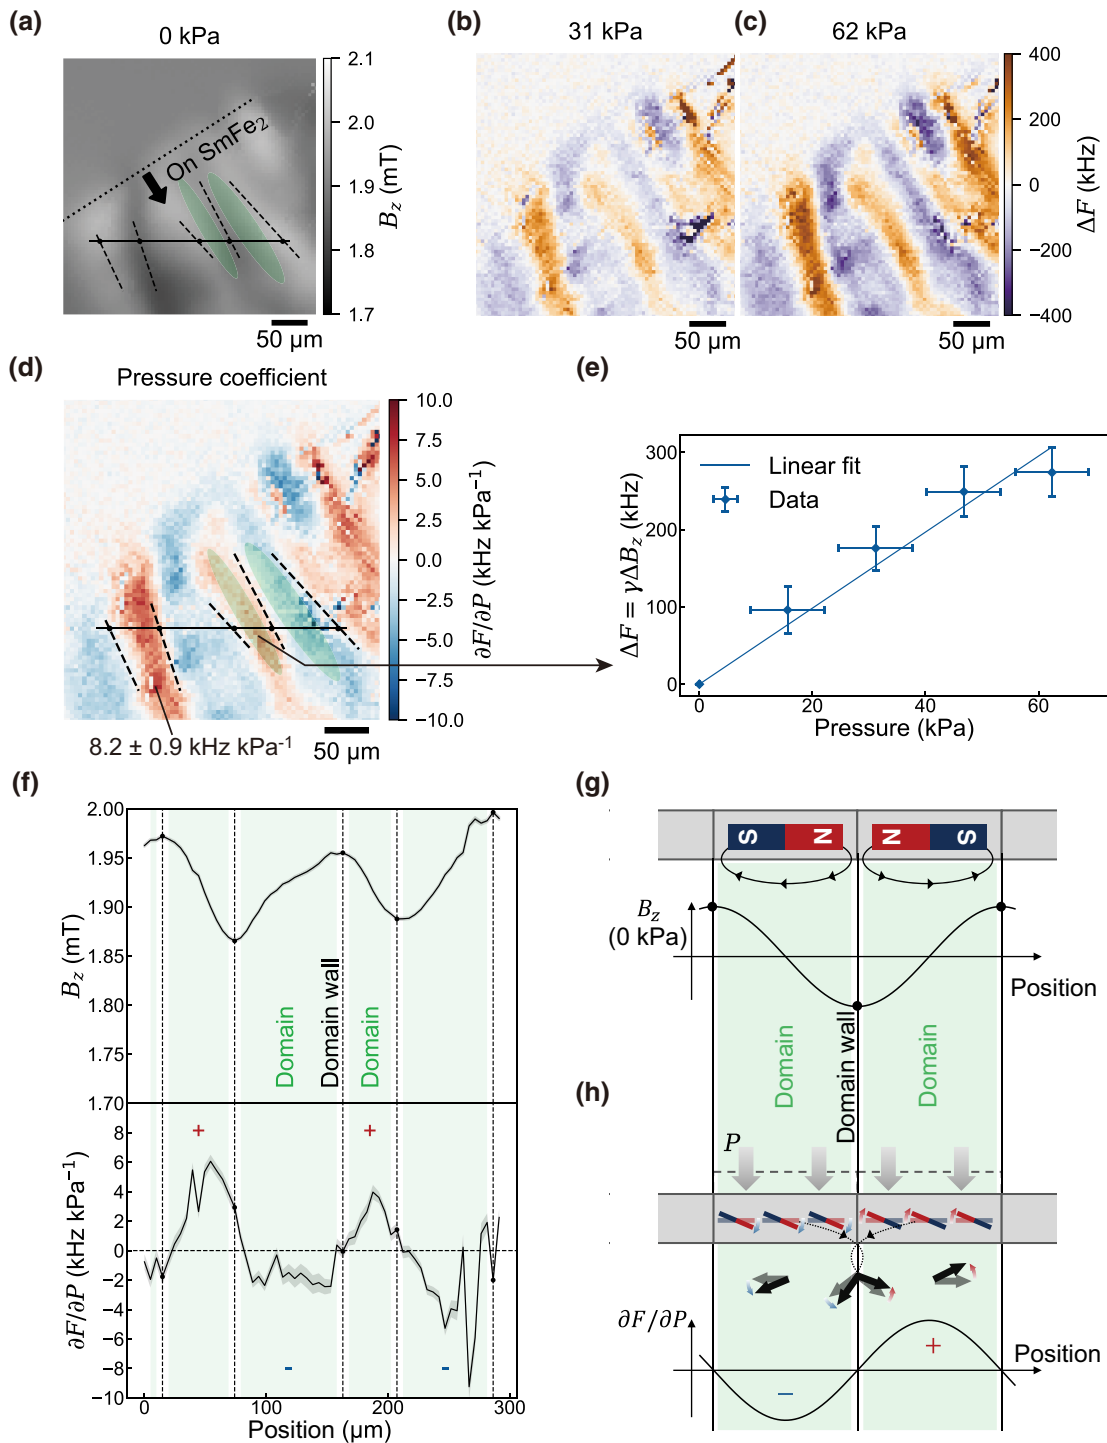 (a)
0 kPa
On SmFe2
2.1
2.0
1.9
1.8
1.7
Bz (mT)
50 µm
(b)
31 kPa
50 µm
(c)
62 kPa
400
200
0
−200
−400
ΔF (kHz)
50 µm
(d)
Pressure coefficient
10.0
7.5
5.0
2.5
0.0
−2.5
−5.0
−7.5
−10.0
∂F/∂P (kHz kPa−1)
8.2 ± 0.9 kHz kPa-1
50 µm
(e)
Linear fit
Data
300
200
100
0
ΔF = γΔBz (kHz)
0
20
40
60
Pressure (kPa)
(f)
2.00
1.95
1.90
1.85
1.80
1.75
1.70
Bz (mT)
Domain
Domain wall
Domain
8
6
4
2
0
−2
−4
−6
−8
−10
∂F/∂P (kHz kPa−1)
+
+
-
-
0
100
200
300
Position (µm)
(g)
S
N
N
S
Bz
(0 kPa)
Position
Domain
Domain wall
Domain
(h)
P
∂F/∂P
+
−
Position